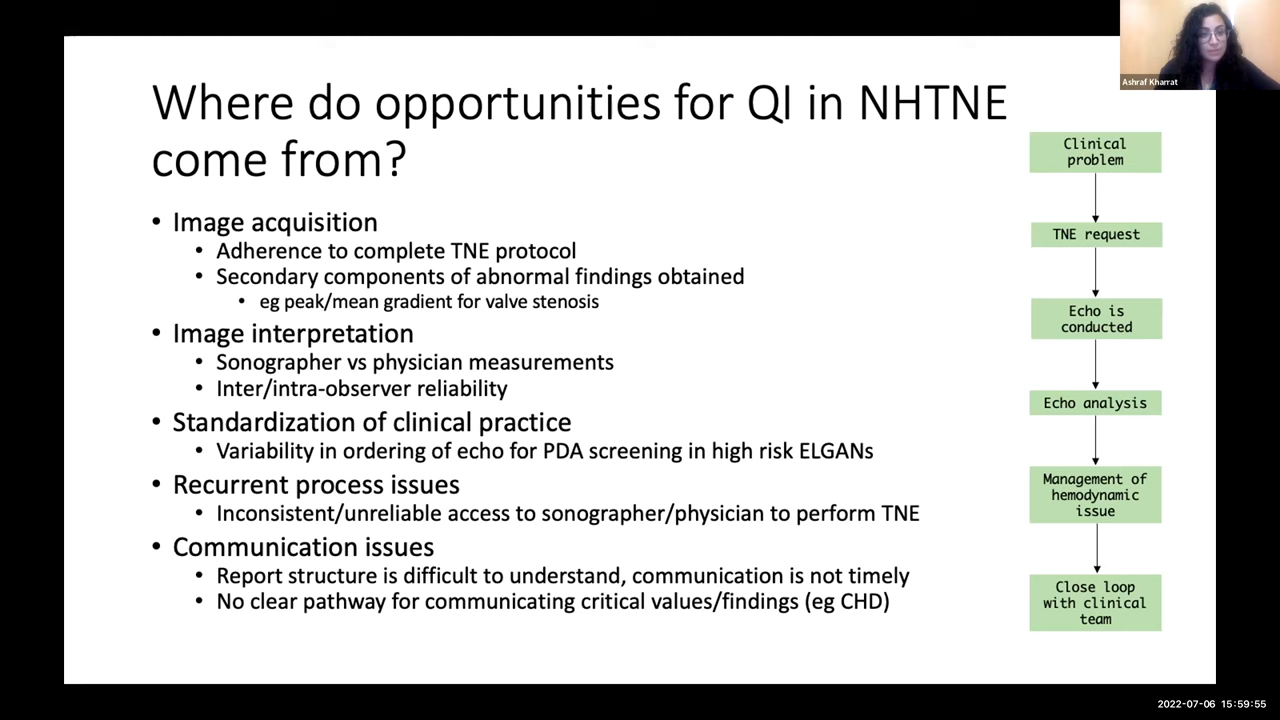 Where do opportunities for QI in NHTNE
come from?
• Image acquisition
• Adherence to complete TNE protocol
• Secondary components of abnormal findings obtained
• eg peak/mean gradient for valve stenosis
• Image interpretation
• Sonographer vs physician measurements
• Inter/intra-observer reliability
• Standardization of clinical practice
• Variability in ordering of echo for PDA screening in high risk ELGANs
• Recurrent process issues
• Inconsistent/unreliable access to sonographer/physician to perform TNE
• Communication issues
• Report structure is difficult to understand, communication is not timely
• No clear pathway for communicating critical values/findings (eg CHD)
Clinical
problem
TNE request
Echo is
conducted
Echo analysis
Management of
hemodynamic
issue
Close loop
with clinical
team
Ashraf Kharrat
2022-07-06 15:59:55